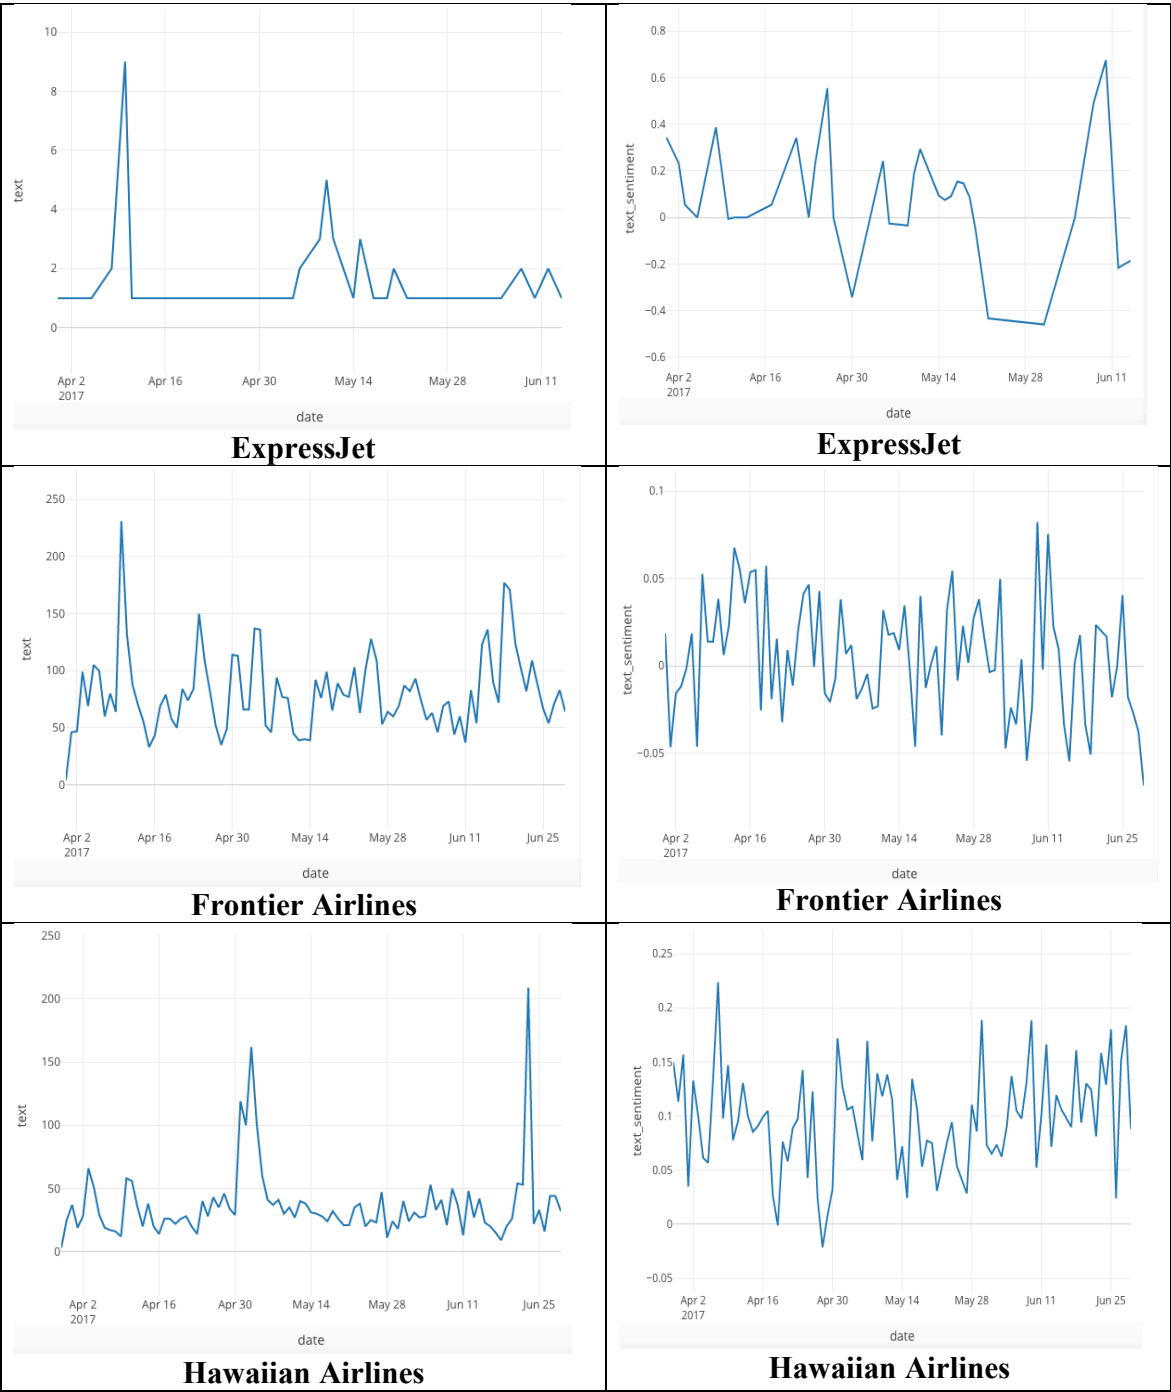 10
8
6
4
2
0
text
Apr 2
2017
Apr 16
Apr 30
May 14
May 28
Jun 11
date
ExpressJet
0.8
0.6
0.4
0.2
0
−0.2
−0.4
−0.6
text_sentiment
Apr 2
2017
Apr 16
Apr 30
May 14
May 28
Jun 11
date
ExpressJet
250
200
150
100
50
0
text
Apr 2
2017
Apr 16
Apr 30
May 14
May 28
Jun 11
Jun 25
date
Frontier Airlines
0.1
0.05
0
−0.05
text_sentiment
Apr 2
2017
Apr 16
Apr 30
May 14
May 28
Jun 11
Jun 25
date
Frontier Airlines
250
200
150
100
50
0
text
Apr 2
2017
Apr 16
Apr 30
May 14
May 28
Jun 11
Jun 25
date
Hawaiian Airlines
0.25
0.2
0.15
0.1
0.05
0
−0.05
text_sentiment
Apr 2
2017
Apr 16
Apr 30
May 14
May 28
Jun 11
Jun 25
date
Hawaiian Airlines